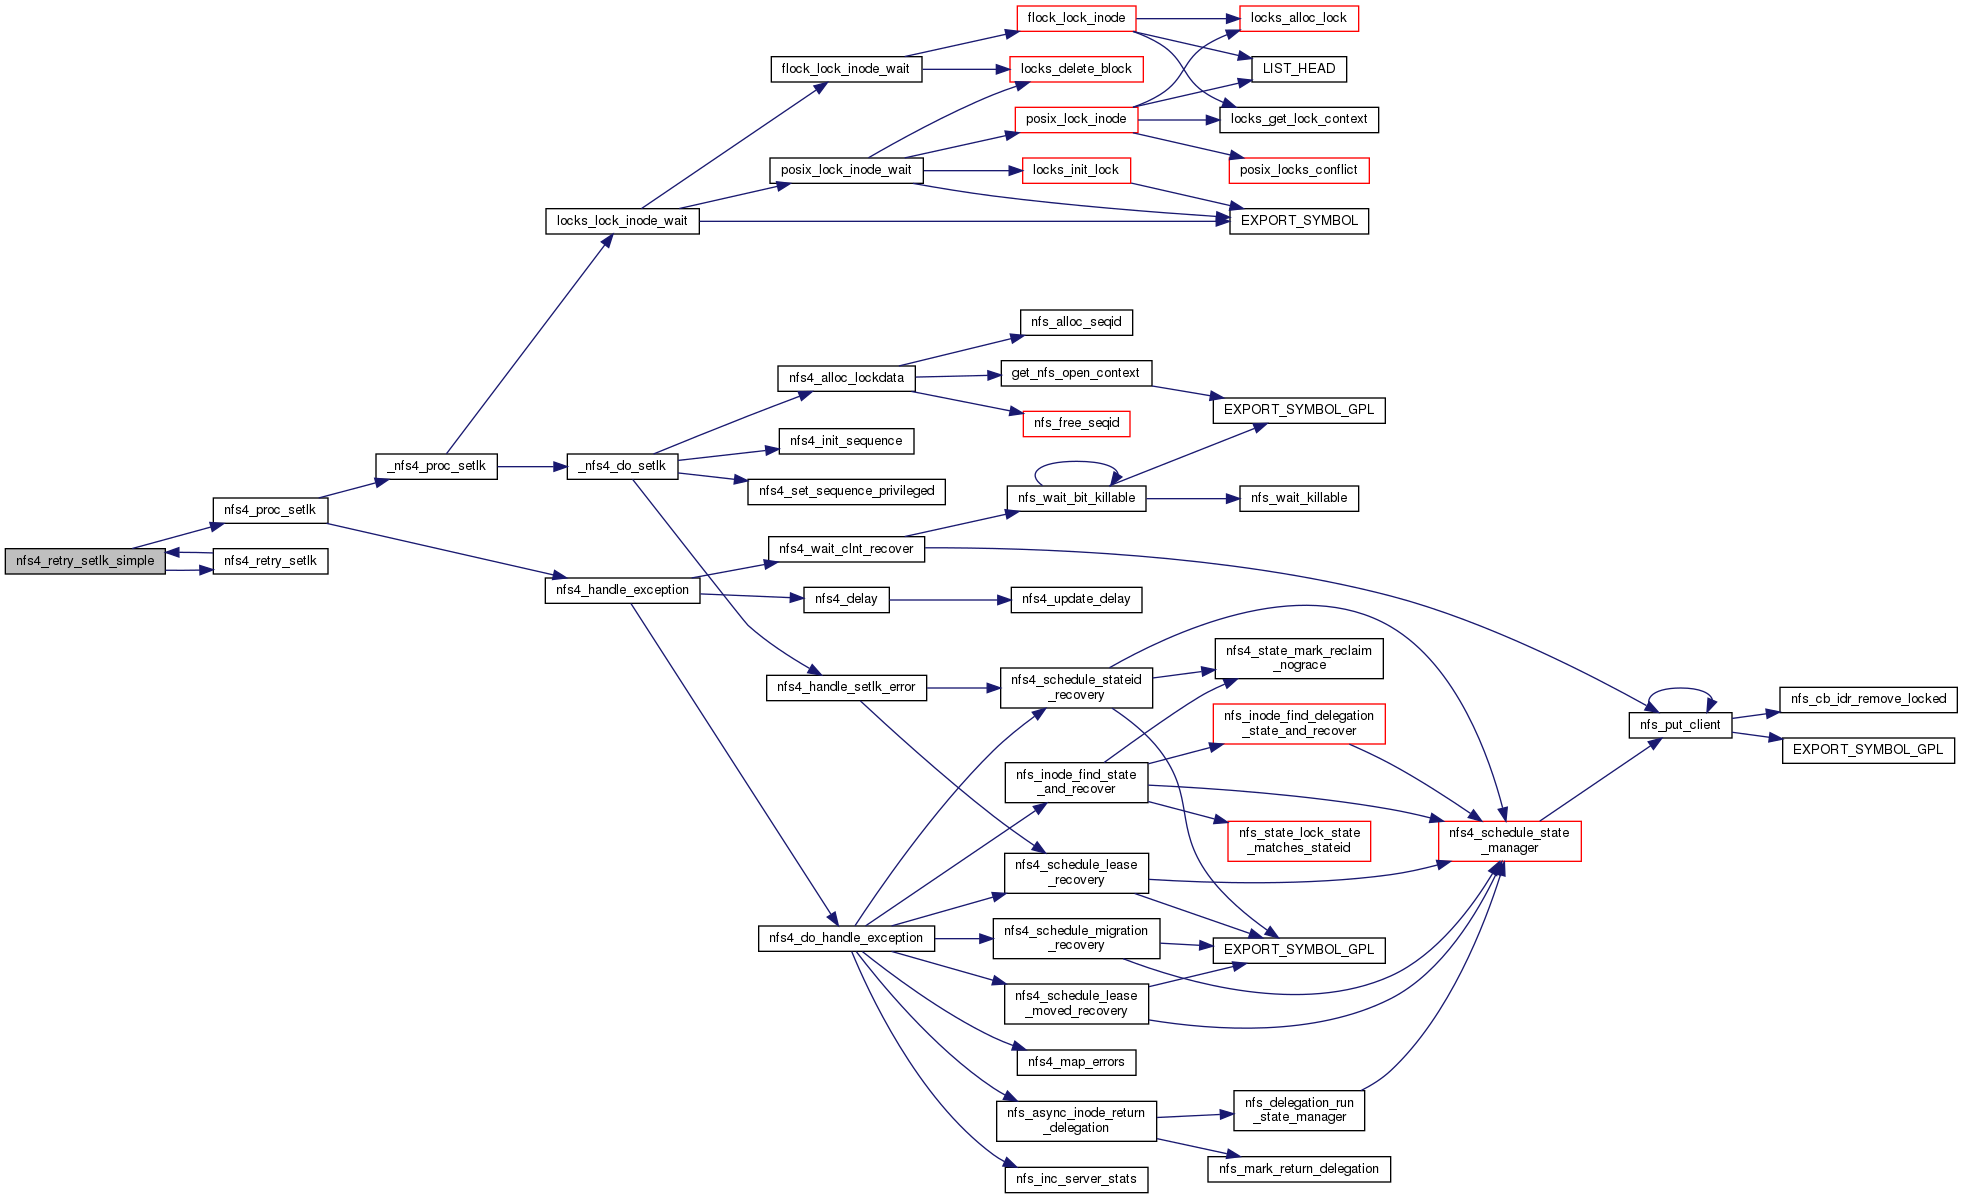 nfs4_retry_setlk_simple
nfs4_proc_setlk
nfs4_retry_setlk
_nfs4_proc_setlk
nfs4_handle_exception
locks_lock_inode_wait
_nfs4_do_setlk
flock_lock_inode_wait
posix_lock_inode_wait
nfs4_alloc_lockdata
nfs4_init_sequence
nfs4_set_sequence_privileged
nfs4_wait_clnt_recover
nfs4_delay
nfs4_handle_setlk_error
nfs4_do_handle_exception
flock_lock_inode
locks_delete_block
posix_lock_inode
locks_init_lock
nfs_alloc_seqid
get_nfs_open_context
nfs_free_seqid
nfs_wait_bit_killable
nfs4_update_delay
nfs4_schedule_stateid
_recovery
nfs_inode_find_state
_and_recover
nfs4_schedule_lease
_recovery
nfs4_schedule_migration
_recovery
nfs4_schedule_lease
_moved_recovery
nfs4_map_errors
nfs_async_inode_return
_delegation
nfs_inc_server_stats
locks_alloc_lock
LIST_HEAD
locks_get_lock_context
posix_locks_conflict
EXPORT_SYMBOL
EXPORT_SYMBOL_GPL
nfs_wait_killable
nfs4_state_mark_reclaim
_nograce
nfs_inode_find_delegation
_state_and_recover
nfs_state_lock_state
_matches_stateid
EXPORT_SYMBOL_GPL
nfs_delegation_run
_state_manager
nfs_mark_return_delegation
nfs4_schedule_state
_manager
nfs_put_client
nfs_cb_idr_remove_locked
EXPORT_SYMBOL_GPL